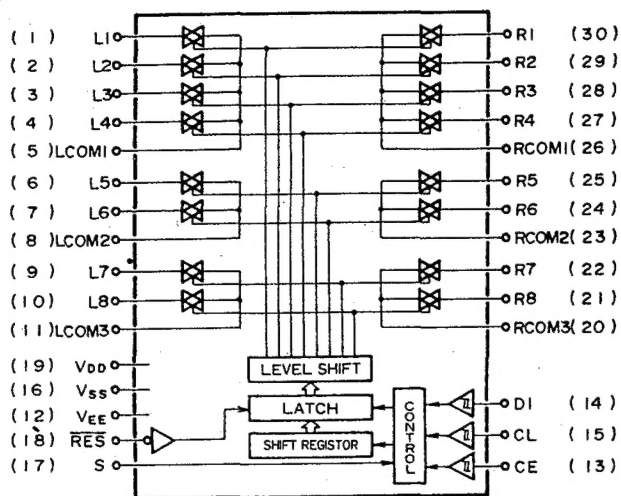 (1) L1 R1 (30)
(2) L2 R2 (29)
(3) L3 R3 (28)
(4) L4 R4 (27)
(5) LCOM1 RCOM1 (26)
(6) L5 R5 (25)
(7) L6 R6 (24)
(8) LCOM2 RCOM2 (23)
(9) L7 R7 (22)
(10) L8 R8 (21)
(11) LCOM3 RCOM3 (20)
(19) VDD LEVEL SHIFT
(16) VSS
(12) VEE LATCH DI (14)
(18) RES SHIFT REGISTOR CONTROL CL (15)
(17) S CE (13)